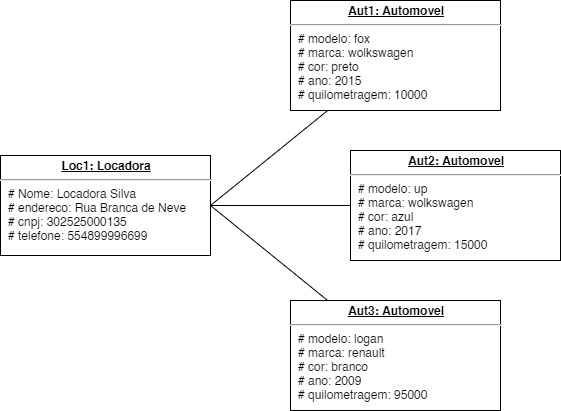 Aut1: Automovel
# modelo: fox
# marca: wolkswagen
# cor: preto
# ano: 2015
# quilometragem: 10000
Loc1: Locadora
# Nome: Locadora Silva
# endereco: Rua Branca de Neve
# cnpj: 302525000135
# telefone: 554899996699
Aut2: Automovel
# modelo: up
# marca: wolkswagen
# cor: azul
# ano: 2017
# quilometragem: 15000
Aut3: Automovel
# modelo: logan
# marca: renault
# cor: branco
# ano: 2009
# quilometragem: 95000